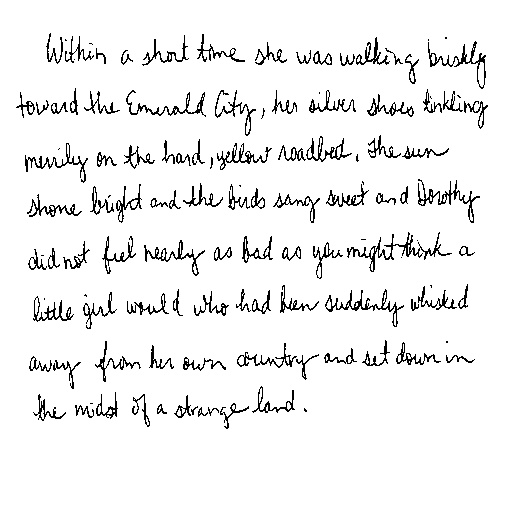 Within a short time she was walking briskly
toward the Emerald City, her silver shoes tinkling
merrily on the hard, yellow roadbed. The sun
shone bright and the birds sang sweet and Dorothy
did not feel nearly as bad as you might think a
little girl would who had been suddenly whisked
away from her own country and set down in
the midst of a strange land.